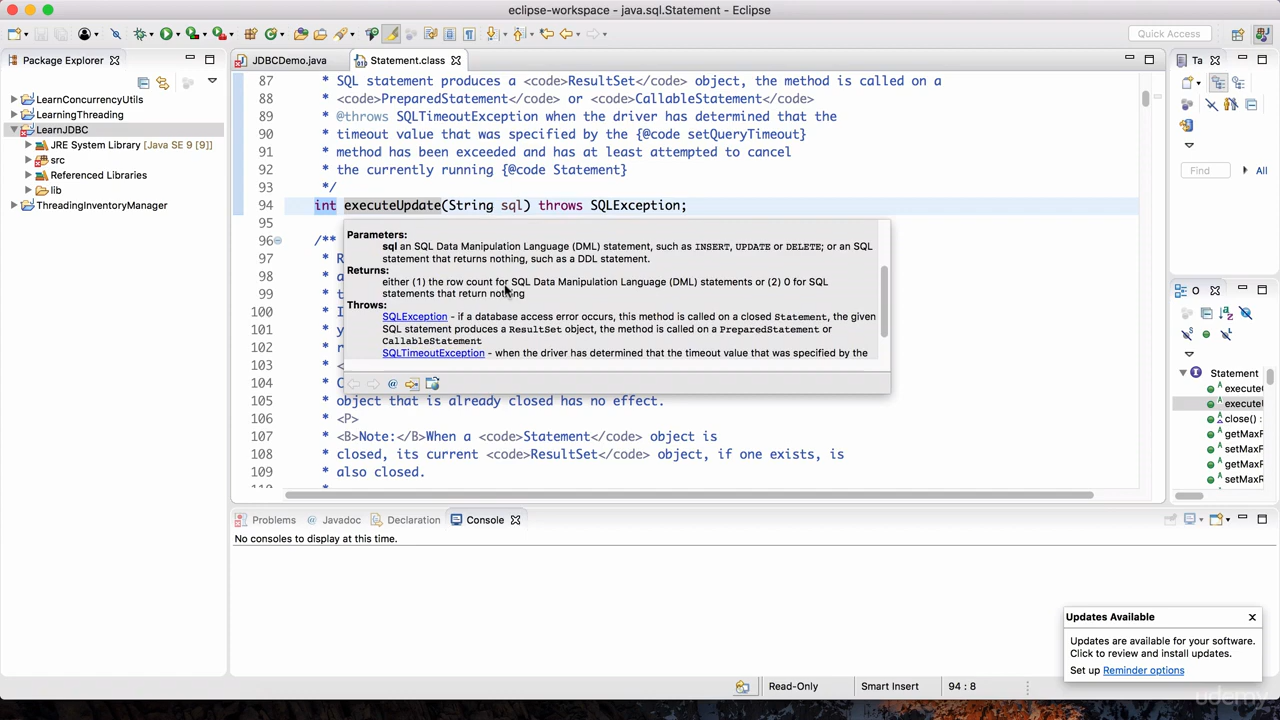 eclipse-workspace - java.sql.Statement - Eclipse
Quick Access
Package Explorer
JDBCDemo.java
Statement.class
Ta
LearnConcurrencyUtils
LearningThreading
LearnJDBC
JRE System Library [Java SE 9 [9]]
src
Referenced Libraries
lib
ThreadingInventoryManager
87 * SQL statement produces a <code>ResultSet</code> object, the method is called on a
88 * <code>PreparedStatement</code> or <code>CallableStatement</code>
89 * @throws SQLTimeoutException when the driver has determined that the
90 * timeout value that was specified by the {@code setQueryTimeout}
91 * method has been exceeded and has at least attempted to cancel
92 * the currently running {@code Statement}
93 */
94 int executeUpdate(String sql) throws SQLException;
95
96 /**
97 * R
98 * a
99 * t
100 * I
101 * y
102 * r
103 * <
104 * C
105 * object that is already closed has no effect.
106 * <P>
107 * <B>Note:</B>When a <code>Statement</code> object is
108 * closed, its current <code>ResultSet</code> object, if one exists, is
109 * also closed.
110 *
Parameters:
sql an SQL Data Manipulation Language (DML) statement, such as INSERT, UPDATE or DELETE; or an SQL
statement that returns nothing, such as a DDL statement.
Returns:
either (1) the row count for SQL Data Manipulation Language (DML) statements or (2) 0 for SQL
statements that return nothing
Throws:
SQLException - if a database access error occurs, this method is called on a closed Statement, the given
SQL statement produces a ResultSet object, the method is called on a PreparedStatement or
CallableStatement
SQLTimeoutException - when the driver has determined that the timeout value that was specified by the
Find
All
O
Statement
execute
executeU
close() :
getMaxF
setMaxF
getMaxF
setMaxR
Problems
@ Javadoc
Declaration
Console
No consoles to display at this time.
Updates Available
Updates are available for your software.
Click to review and install updates.
Set up Reminder options
Read-Only
Smart Insert
94 : 8
udemy